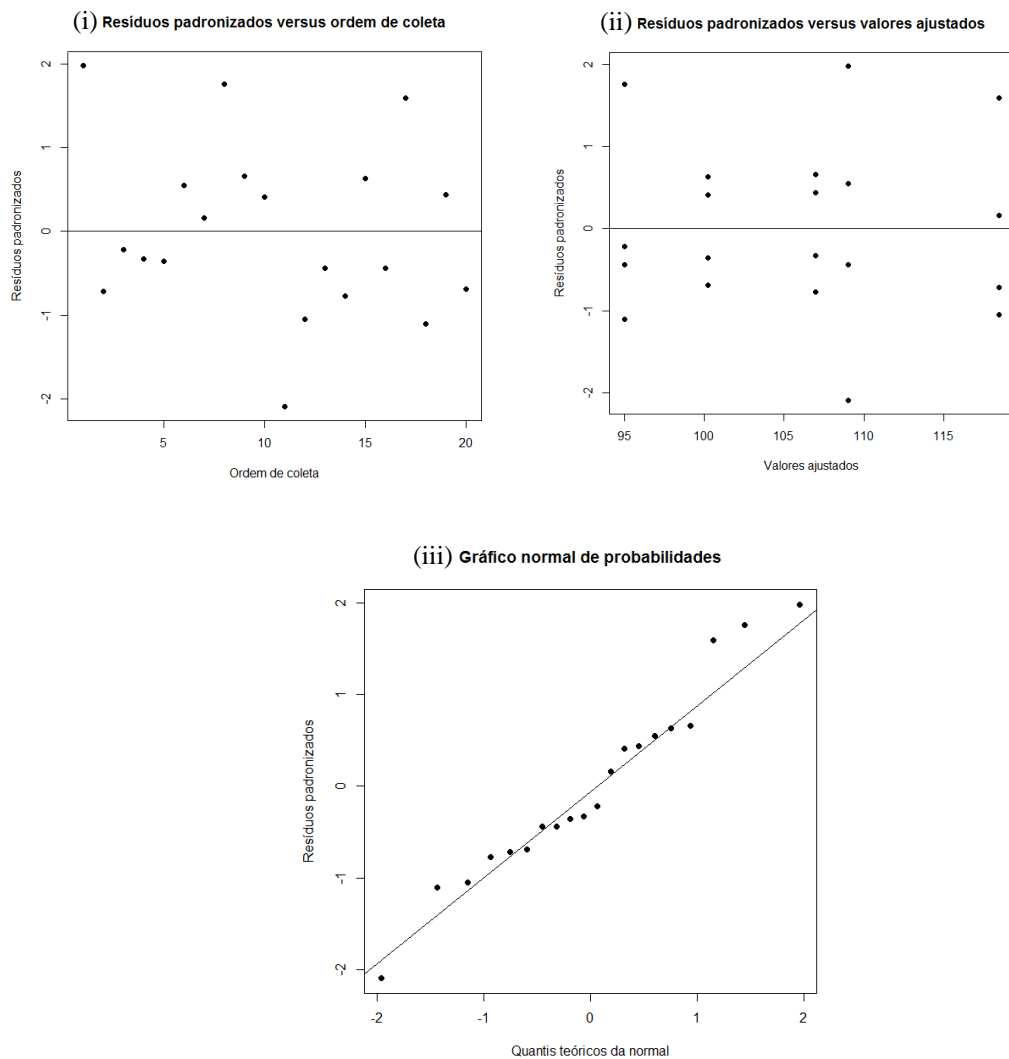 (i) Resíduos padronizados versus ordem de coleta
2
1
0
-1
-2
Resíduos padronizados
5 10 15 20
Ordem de coleta
(ii) Resíduos padronizados versus valores ajustados
2
1
0
-1
-2
Resíduos padronizados
95 100 105 110 115
Valores ajustados
(iii) Gráfico normal de probabilidades
2
1
0
-1
-2
Resíduos padronizados
-2 -1 0 1 2
Quantis teóricos da normal